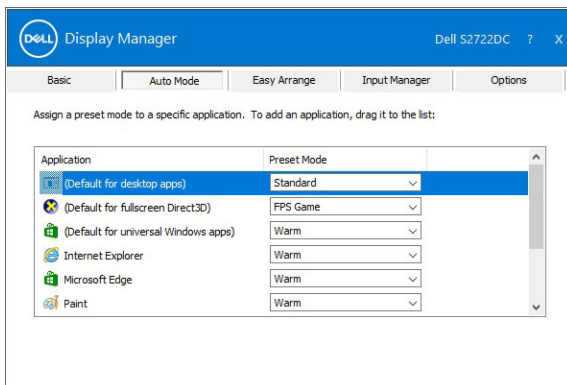 DELL Display Manager Dell S2722DC ? X
Basic Auto Mode Easy Arrange Input Manager Options
Assign a preset mode to a specific application. To add an application, drag it to the list:
Application Preset Mode
(Default for desktop apps) Standard
(Default for fullscreen Direct3D) FPS Game
(Default for universal Windows apps) Warm
Internet Explorer Warm
Microsoft Edge Warm
Paint Warm